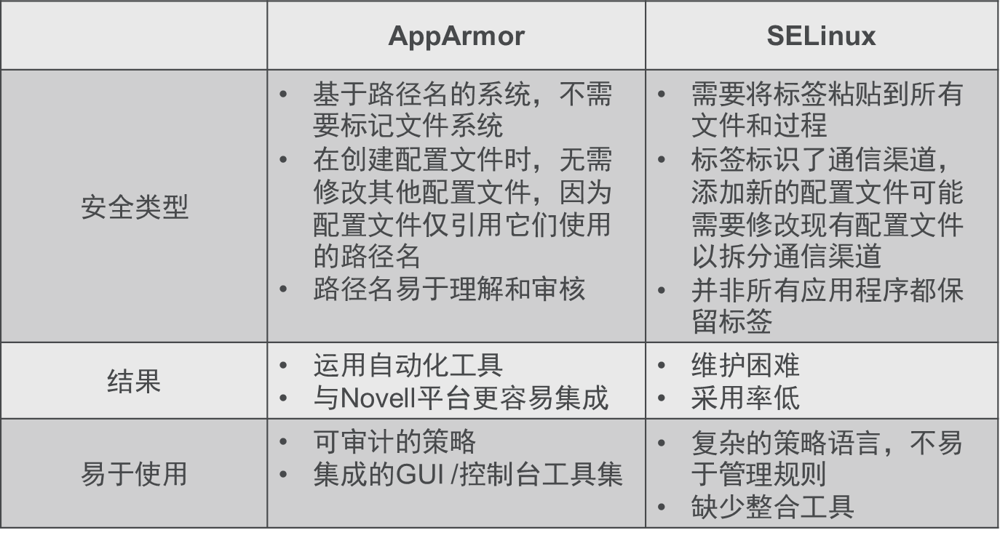 AppArmor
SELinux
安全类型
• 基于路径名的系统，不需
要标记文件系统
• 在创建配置文件时，无需
修改其他配置文件，因为
配置文件仅引用它们使用
的路径名
• 路径名易于理解和审核
• 需要将标签粘贴到所有
文件和过程
• 标签标识了通信渠道，
添加新的配置文件可能
需要修改现有配置文件
以拆分通信渠道
• 并非所有应用程序都保
留标签
结果
• 运用自动化工具
• 与Novell平台更容易集成
• 维护困难
• 采用率低
易于使用
• 可审计的策略
• 集成的GUI /控制台工具集
• 复杂的策略语言，不易
于管理规则
• 缺少整合工具